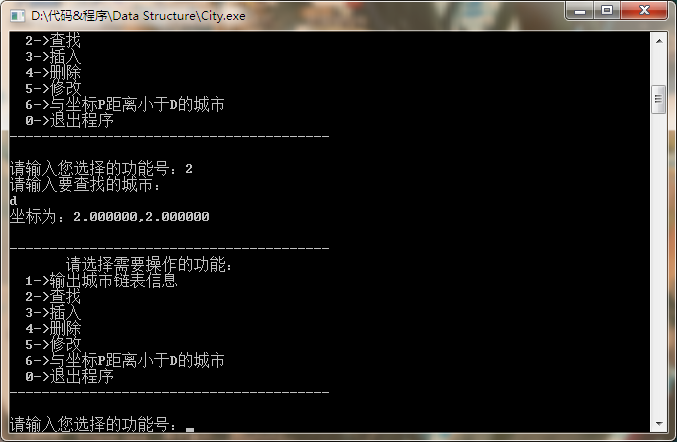 D:\代码&程序\Data Structure\City.exe
2->查找
3->插入
4->删除
5->修改
6->与坐标P距离小于D的城市
0->退出程序
----------------------------------------
请输入您选择的功能号：2
请输入要查找的城市：
d
坐标为：2.000000,2.000000
----------------------------------------
请选择需要操作的功能：
1->输出城市链表信息
2->查找
3->插入
4->删除
5->修改
6->与坐标P距离小于D的城市
0->退出程序
----------------------------------------
请输入您选择的功能号：